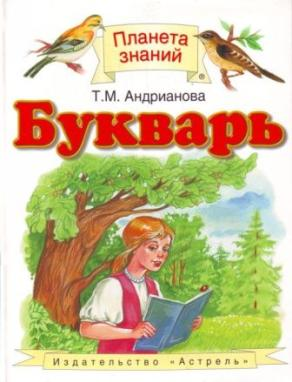 Планета
знаний
®
Т.М. Андрианова
Букварь
Издательство «Астрель»